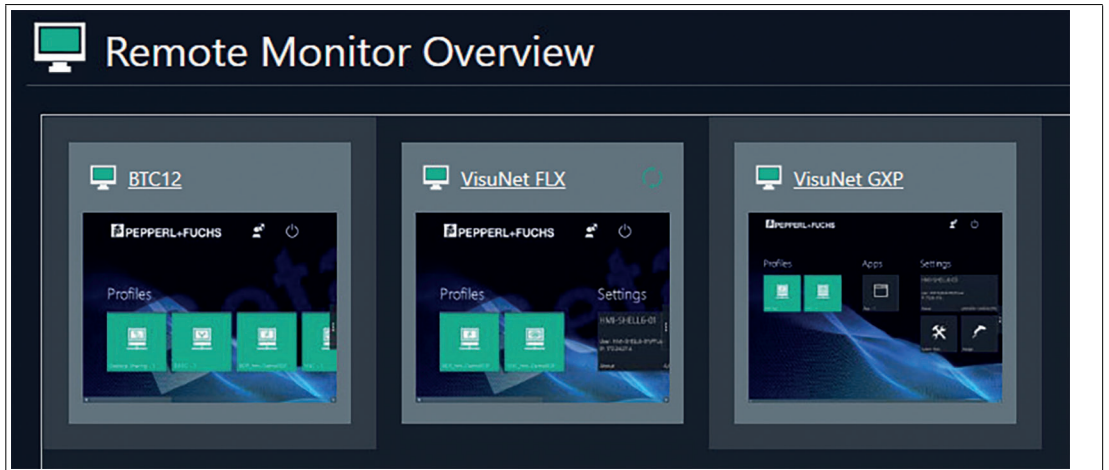 Remote Monitor Overview
BTC12
PEPPERL+FUCHS
Profiles
VisuNet FLX
PEPPERL+FUCHS
Profiles
Settings
HMI-SHELL6-01
VisuNet GXP
PEPPERL+FUCHS
Profiles
Apps
Settings